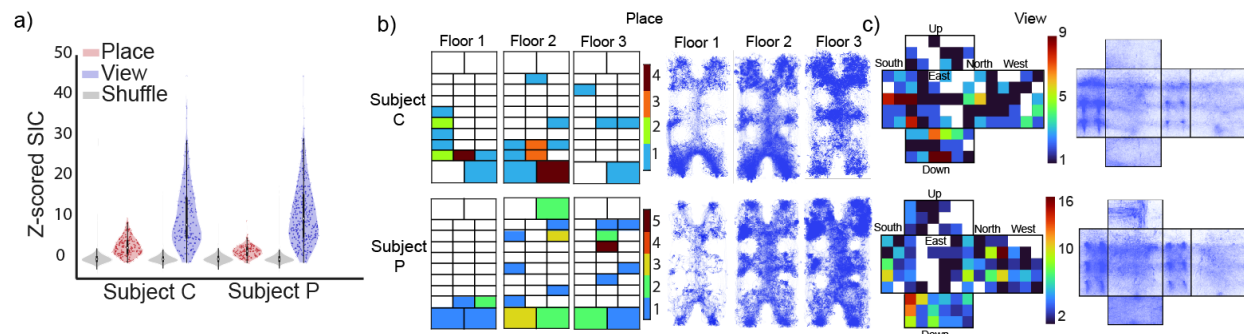 a)
Place
View
Shuffle
Z-scored SIC
50
40
30
20
10
0
Subject C
Subject P
b)
Place
Floor 1
Floor 2
Floor 3
Floor 1
Floor 2
Floor 3
Subject
C
4
3
2
1
Subject
P
5
4
3
2
1
c)
View
Up
South
North
West
East
Down
9
5
1
Up
South
North
West
East
Down
16
10
2